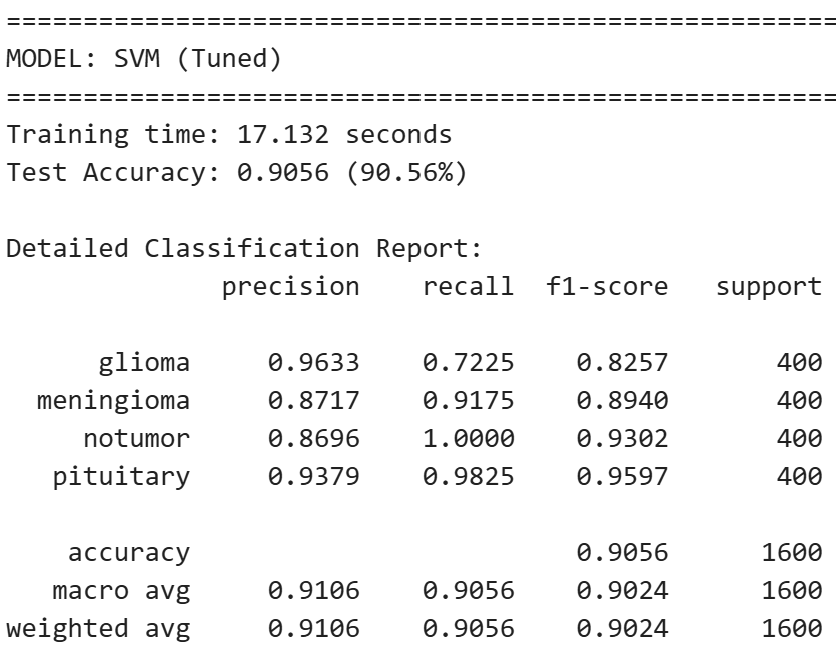 ======================================================
MODEL: SVM (Tuned)
======================================================
Training time: 17.132 seconds
Test Accuracy: 0.9056 (90.56%)

Detailed Classification Report:
              precision    recall  f1-score   support

      glioma     0.9633    0.7225    0.8257       400
  meningioma     0.8717    0.9175    0.8940       400
     notumor     0.8696    1.0000    0.9302       400
   pituitary     0.9379    0.9825    0.9597       400

    accuracy                         0.9056      1600
   macro avg     0.9106    0.9056    0.9024      1600
weighted avg     0.9106    0.9056    0.9024      1600